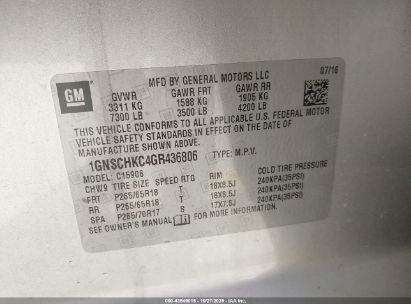 MFD BY GENERAL MOTORS LLC 07/16
GM
GVWR GAWR FRT GAWR RR
3311 KG 1588 KG 1905 KG
7300 LB 3500 LB 4200 LB
THIS VEHICLE CONFORMS TO ALL APPLICABLE U.S. FEDERAL MOTOR
VEHICLE SAFETY STANDARDS IN EFFECT ON THE DATE OF
MANUFACTURE SHOWN ABOVE.
1GNSCHKC4GR436806 TYPE: M.P.V.
MODEL: C15906
CHW9 TIRE SIZE SPEED RTG RIM COLD TIRE PRESSURE
FRT P265/65R18 T 18X8.5J 240KPA(35PSI)
RR P265/65R18 T 18X8.5J 240KPA(35PSI)
SPA P265/70R17 S 17X7.5J 240KPA(35PSI)
SEE OWNER'S MANUAL FOR MORE INFORMATION.